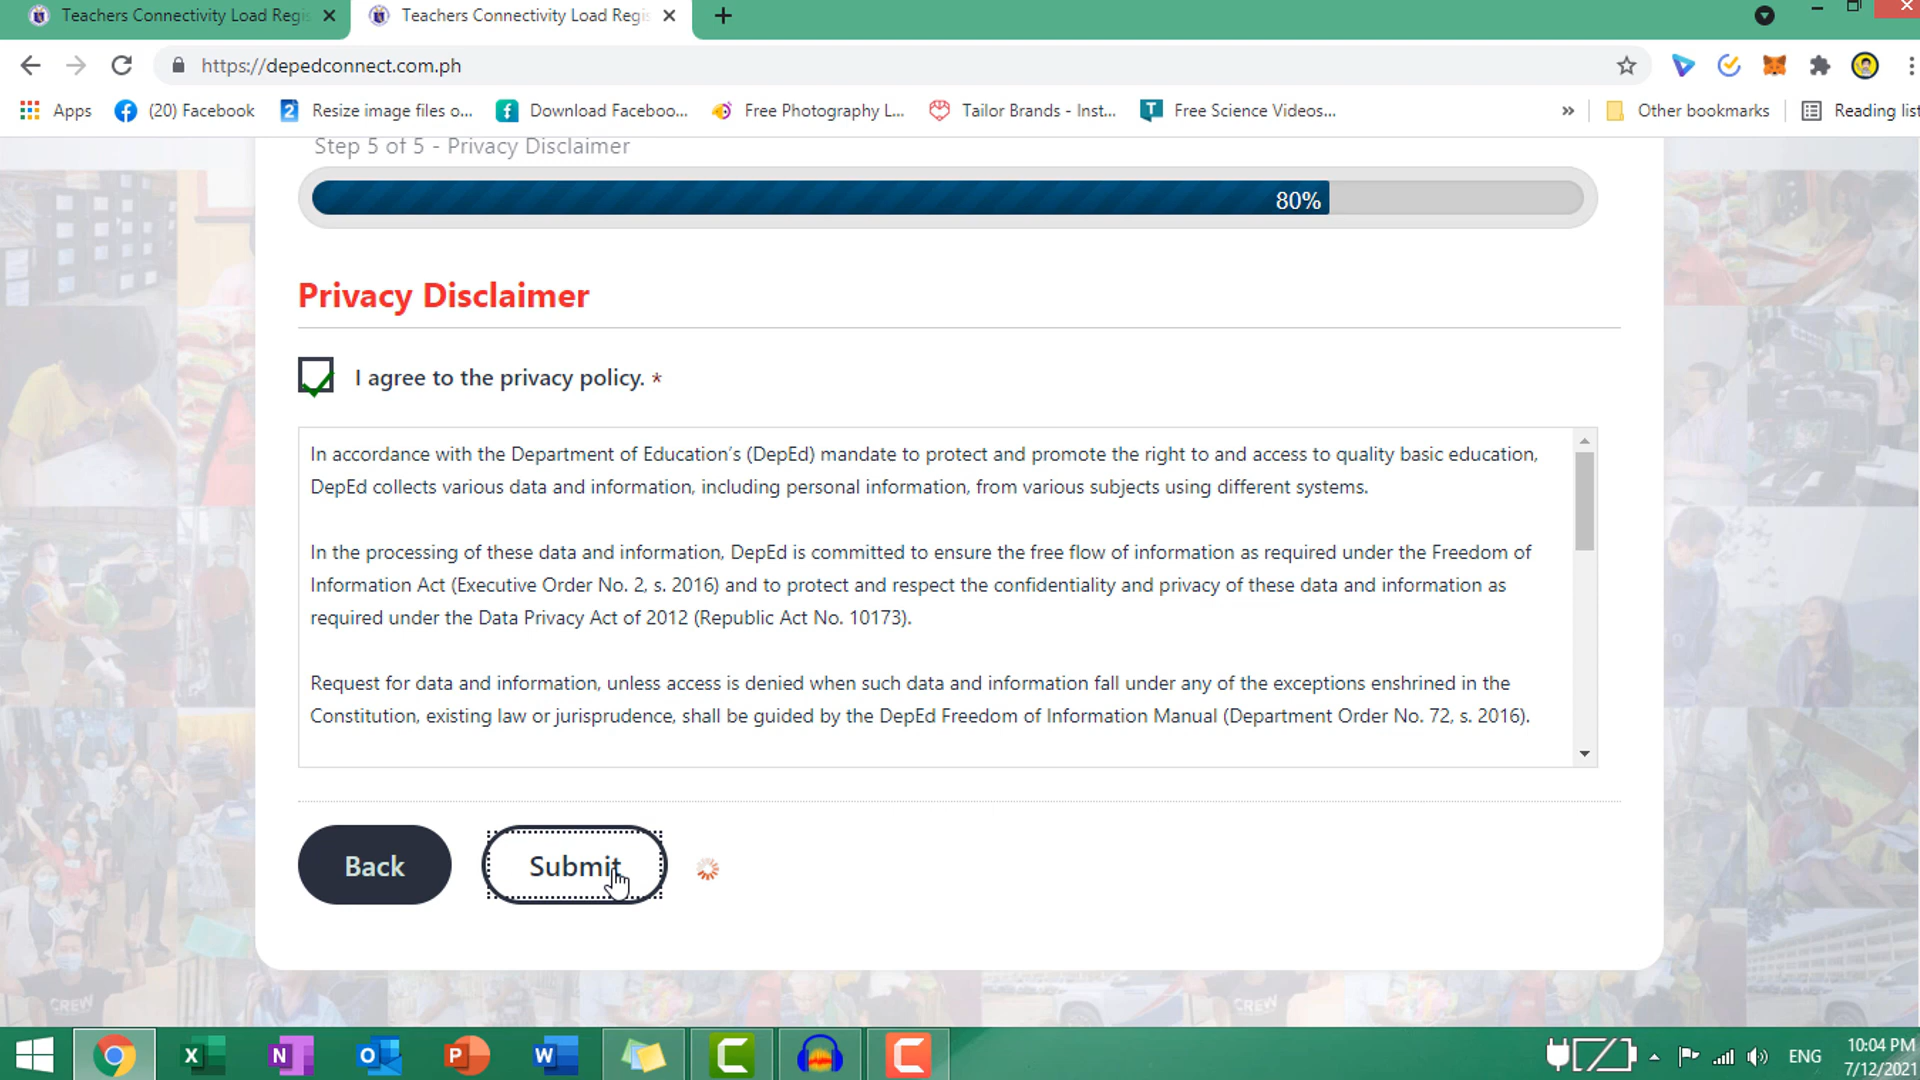 Teachers Connectivity Load Regis
Teachers Connectivity Load Regis
https://depedconnect.com.ph
Apps
(20) Facebook
Resize image files o...
Download Faceboo...
Free Photography L...
Tailor Brands - Inst...
Free Science Videos...
»
Other bookmarks
Reading list
Step 5 of 5 - Privacy Disclaimer
80%
Privacy Disclaimer
I agree to the privacy policy. *
In accordance with the Department of Education’s (DepEd) mandate to protect and promote the right to and access to quality basic education,
DepEd collects various data and information, including personal information, from various subjects using different systems.
In the processing of these data and information, DepEd is committed to ensure the free flow of information as required under the Freedom of
Information Act (Executive Order No. 2, s. 2016) and to protect and respect the confidentiality and privacy of these data and information as
required under the Data Privacy Act of 2012 (Republic Act No. 10173).
Request for data and information, unless access is denied when such data and information fall under any of the exceptions enshrined in the
Constitution, existing law or jurisprudence, shall be guided by the DepEd Freedom of Information Manual (Department Order No. 72, s. 2016).
Back
Submit
CREW
CREW
ENG
10:04 PM
7/12/2021